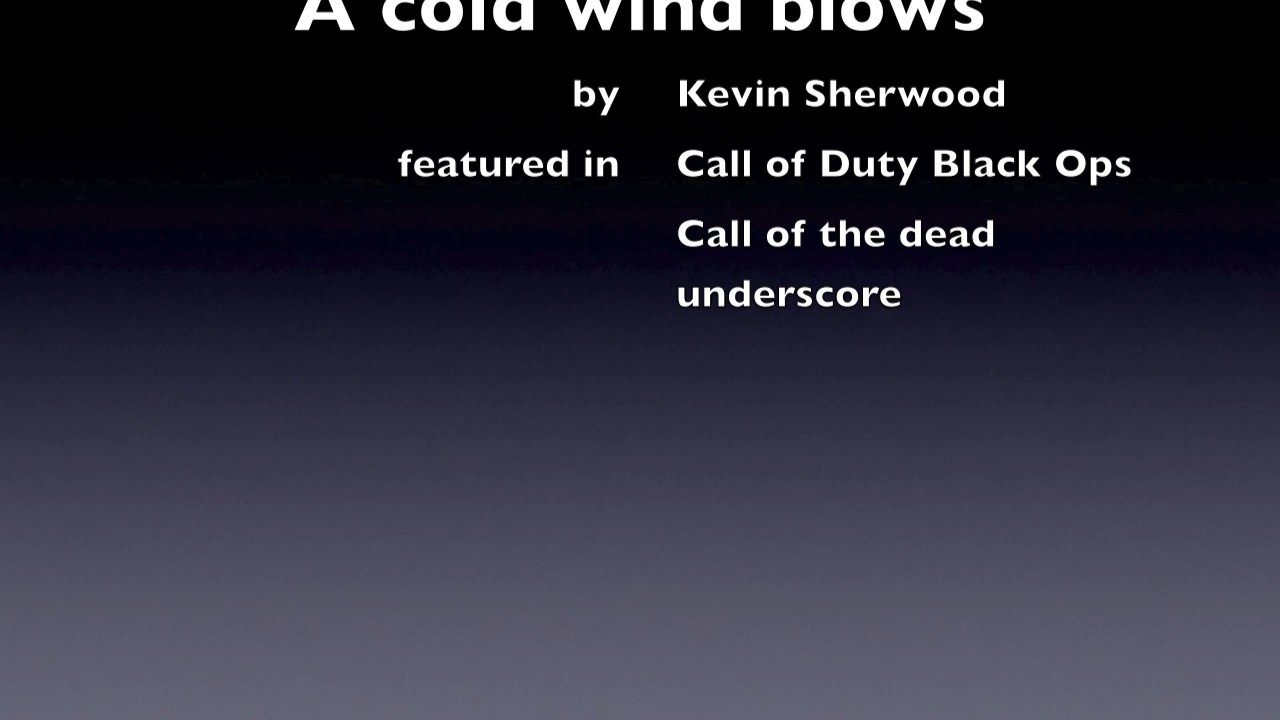 A cold wind blows
by Kevin Sherwood
featured in Call of Duty Black Ops
Call of the dead
underscore